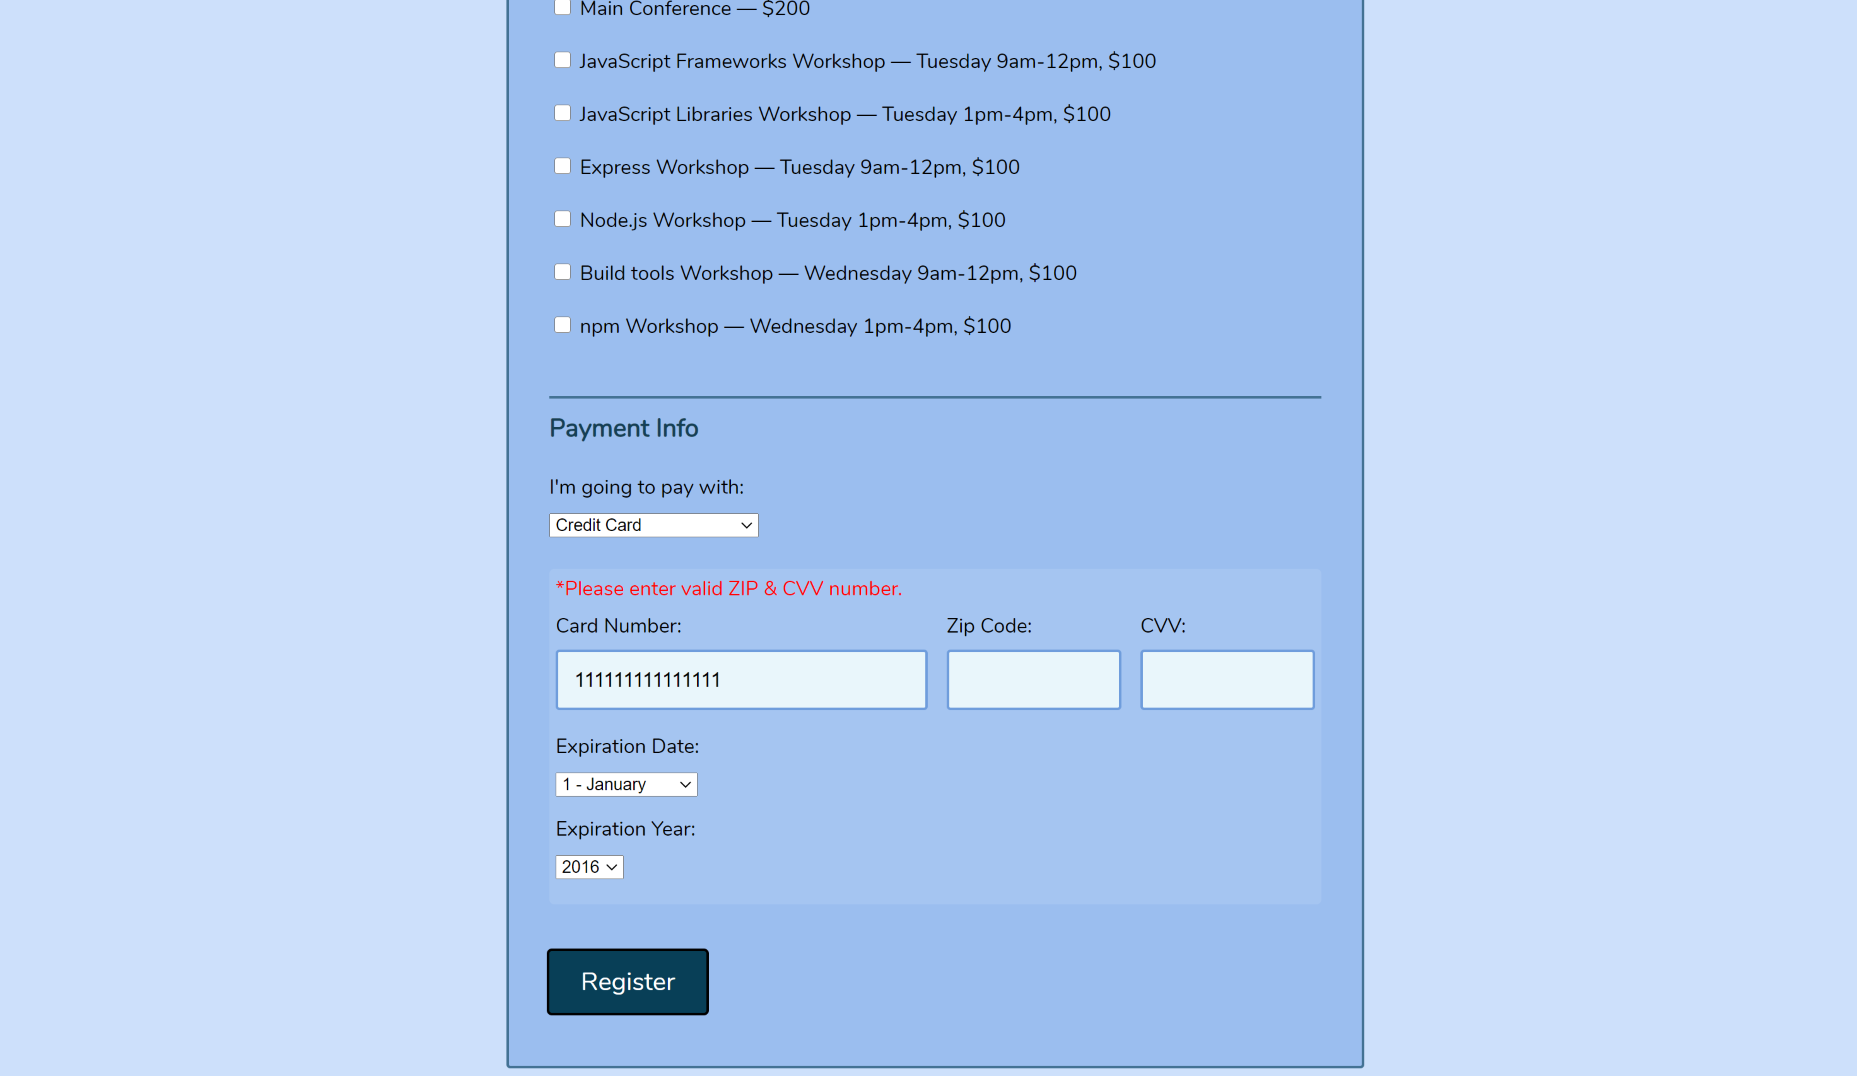 Main Conference — $200
JavaScript Frameworks Workshop — Tuesday 9am-12pm, $100
JavaScript Libraries Workshop — Tuesday 1pm-4pm, $100
Express Workshop — Tuesday 9am-12pm, $100
Node.js Workshop — Tuesday 1pm-4pm, $100
Build tools Workshop — Wednesday 9am-12pm, $100
npm Workshop — Wednesday 1pm-4pm, $100
Payment Info
I'm going to pay with:
Credit Card
*Please enter valid ZIP & CVV number.
Card Number: Zip Code: CVV:
111111111111111
Expiration Date:
1 - January
Expiration Year:
2016
Register